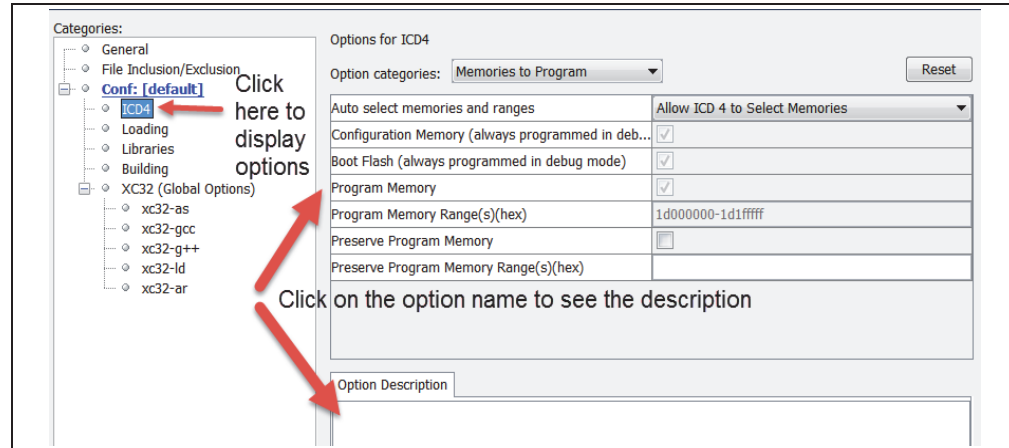 Categories:
General
File Inclusion/Exclusion
Conf: [default]
ICD4
Loading
Libraries
Building
XC32 (Global Options)
xc32-as
xc32-gcc
xc32-g++
xc32-ld
xc32-ar
Click
here to
display
options
Options for ICD4
Option categories: Memories to Program Reset
Auto select memories and ranges Allow ICD 4 to Select Memories
Configuration Memory (always programmed in deb...
Boot Flash (always programmed in debug mode)
Program Memory
Program Memory Range(s)(hex) 1d000000-1d1fffff
Preserve Program Memory
Preserve Program Memory Range(s)(hex)
Click on the option name to see the description
Option Description